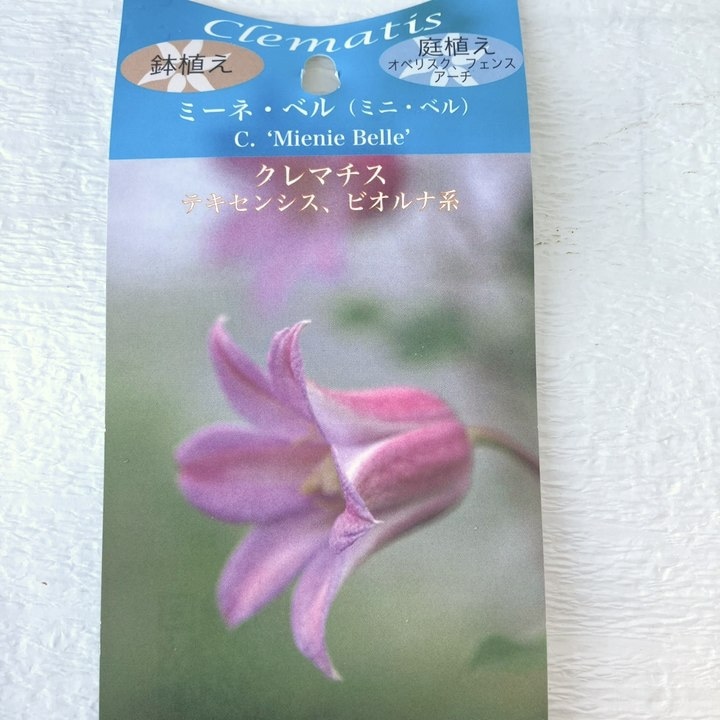 Clematis
鉢植え
庭植え
オベリスク、フェンス
アーチ
ミーネ・ベル（ミニ・ベル）
C. ‘Mienie Belle’
クレマチス
テキセンシス、ビオルナ系